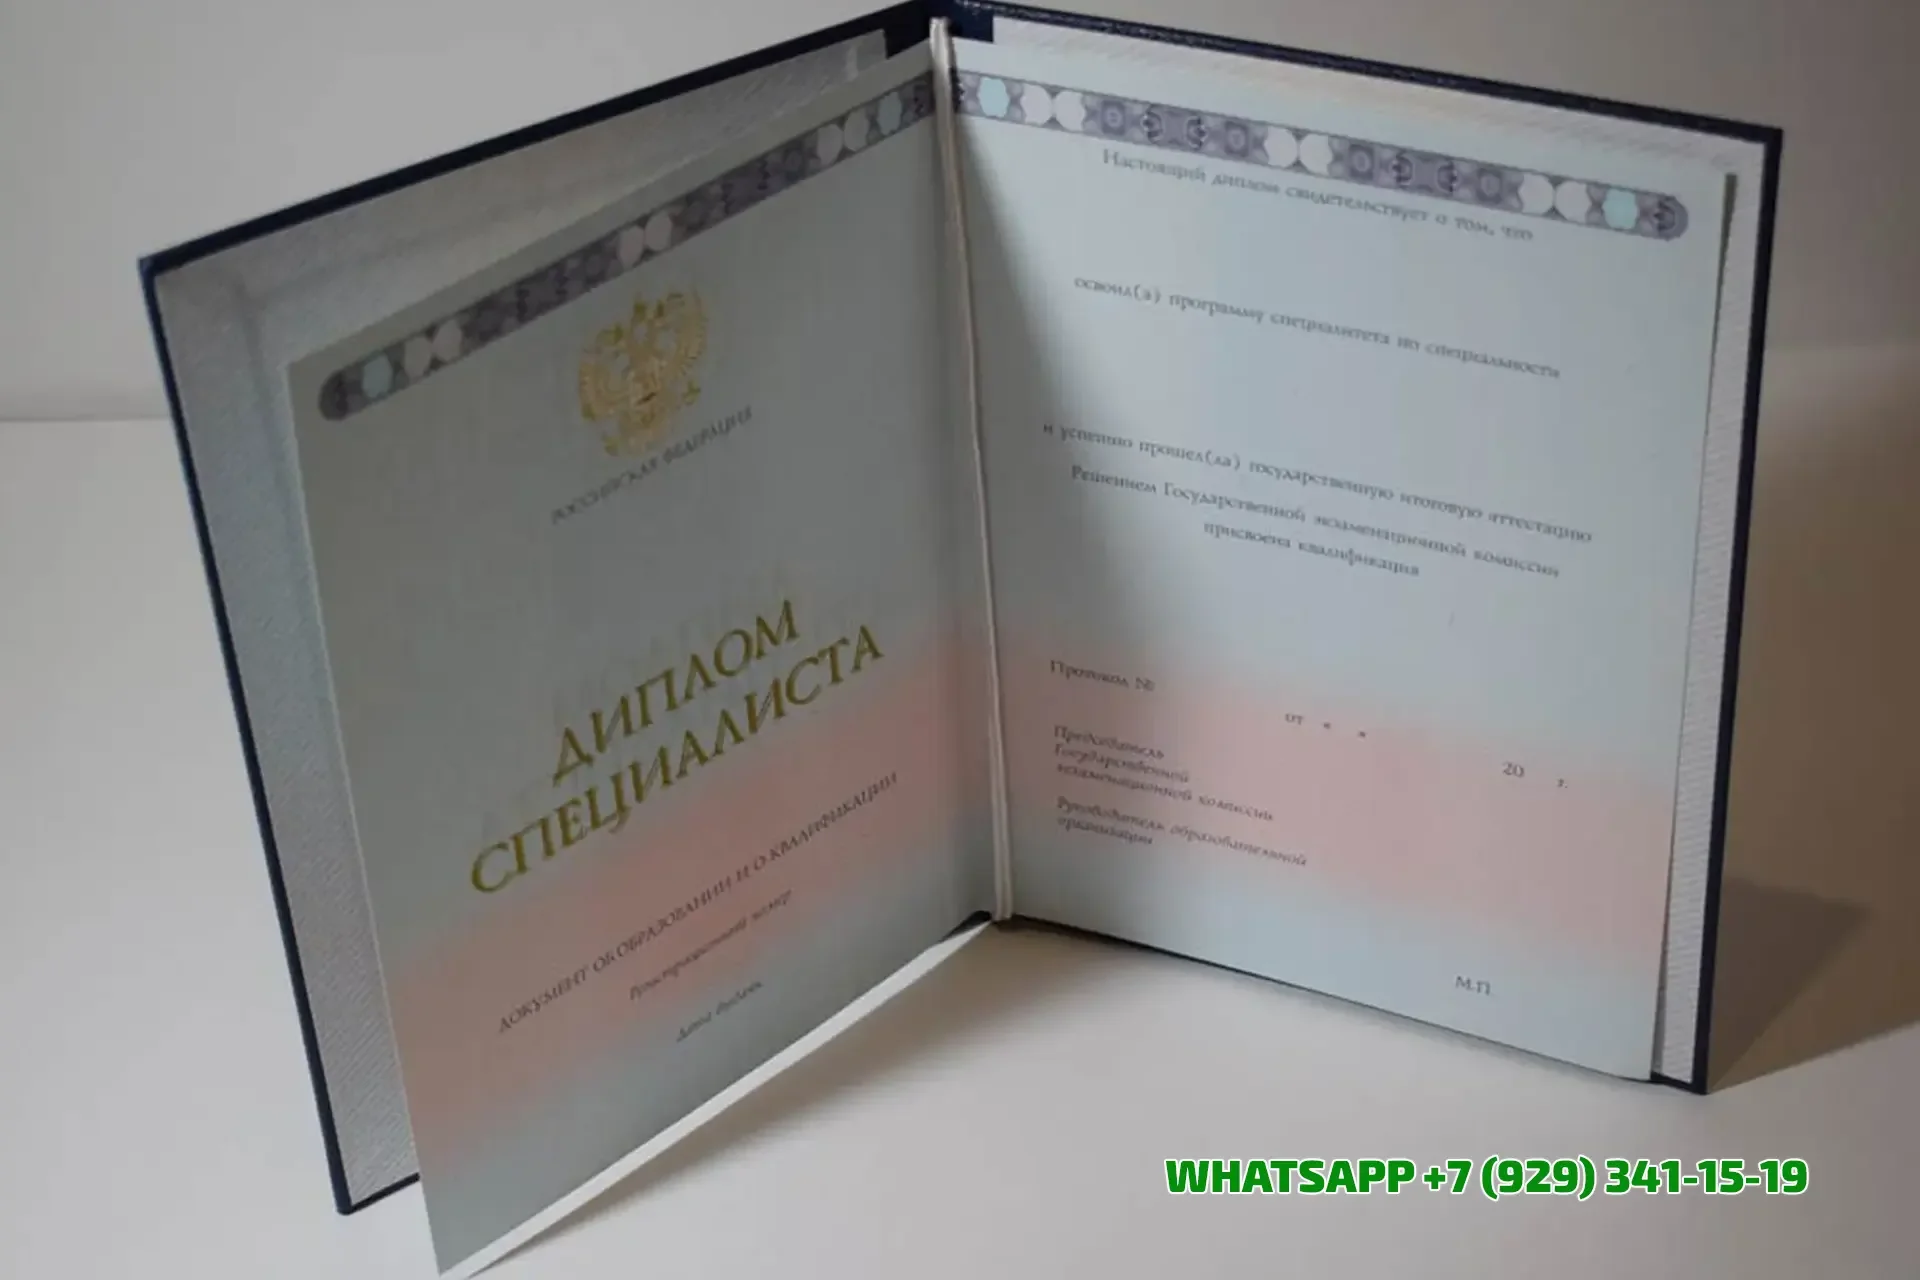 РОССИЙСКАЯ ФЕДЕРАЦИЯ
ДИПЛОМ
СПЕЦИАЛИСТА
ДОКУМЕНТ ОБ ОБРАЗОВАНИИ И О КВАЛИФИКАЦИИ
Регистрационный номер
Дата выдачи
Настоящий диплом свидетельствует о том, что
освоил(а) программу специалитета по специальности
и успешно прошел(ла) государственную итоговую аттестацию
Решением Государственной экзаменационной комиссии
присвоена квалификация
Протокол №
от « » 20 г.
Председатель
Государственной
экзаменационной комиссии
Руководитель образовательной
организации
М.П.
WHATSAPP +7 (929) 341-15-19